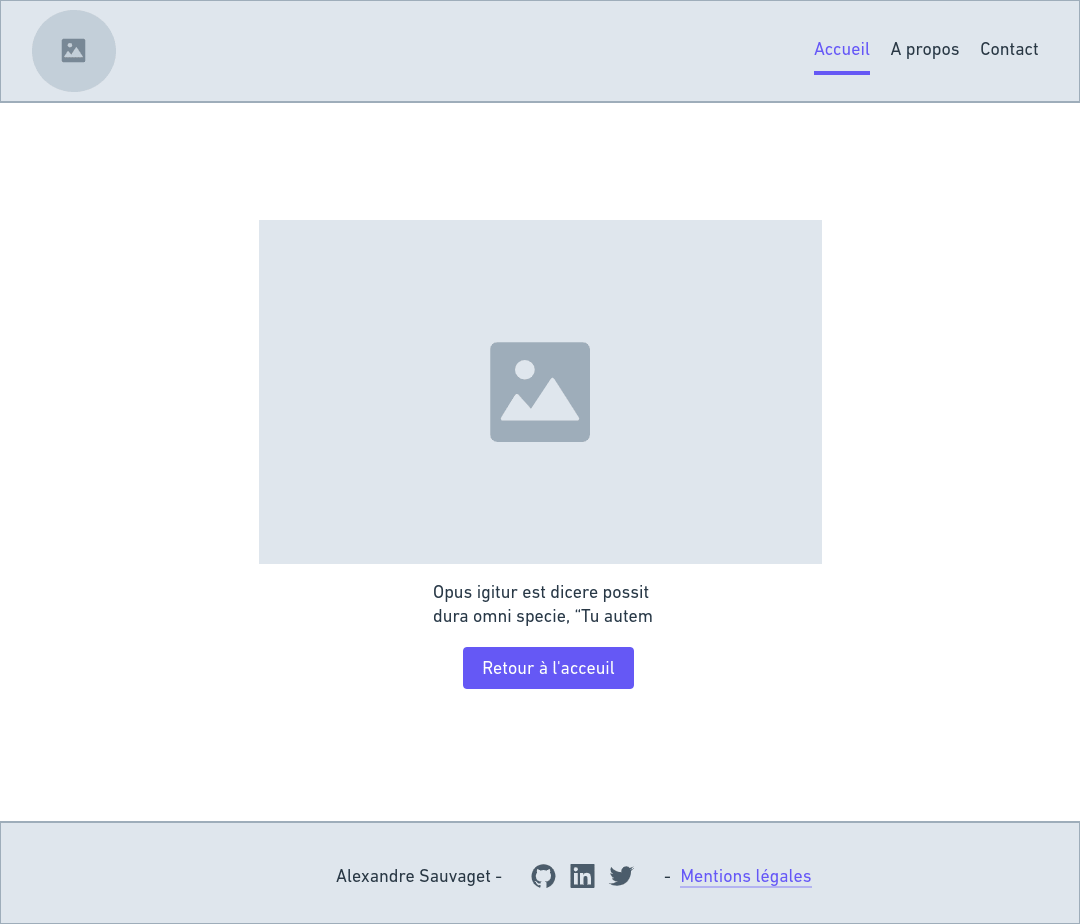 Accueil A propos Contact
Opus igitur est dicere possit
dura omni specie, “Tu autem
Retour à l'acceuil
Alexandre Sauvaget - - Mentions légales